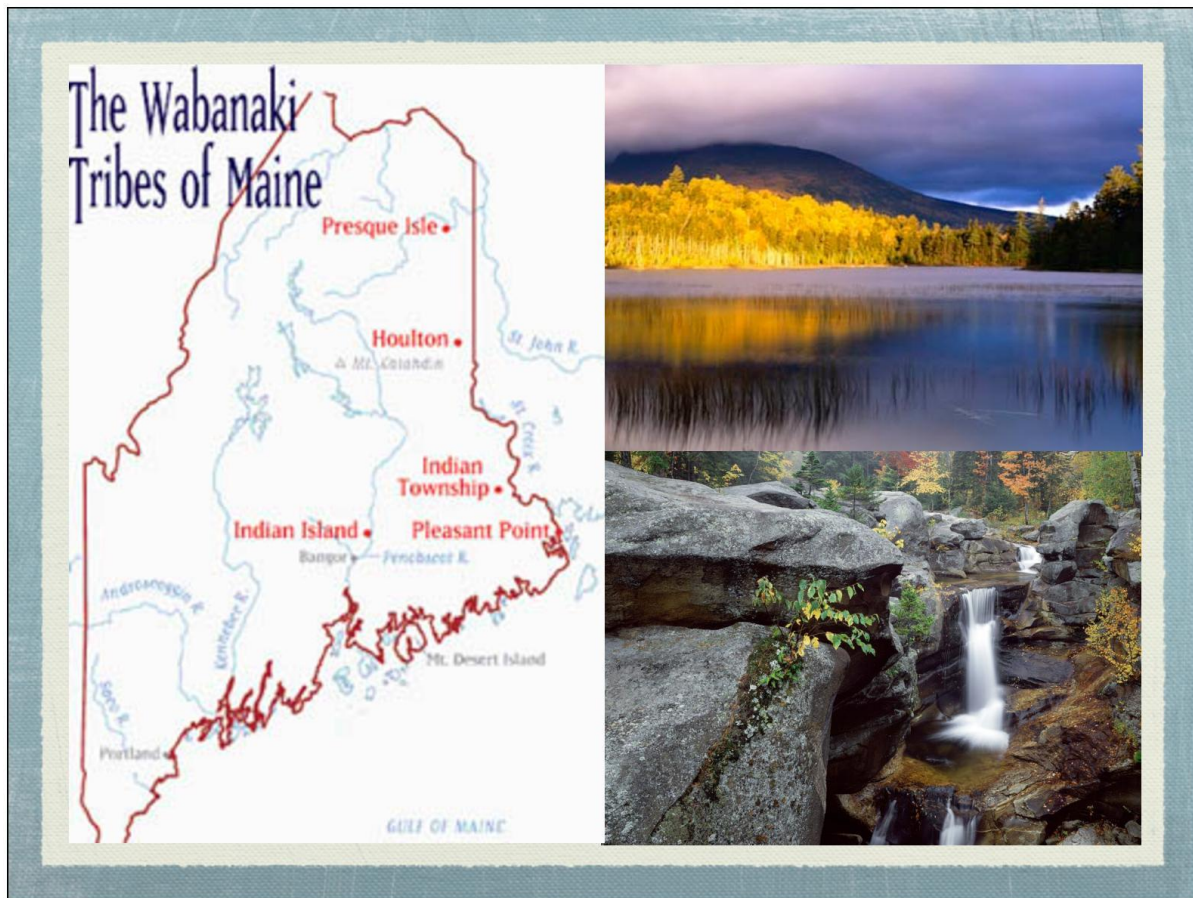 The Wabanaki
Tribes of Maine
Presque Isle
Houlton
St. John R.
Mt. Catahdin
St. Croix R.
Indian
Township
Indian Island
Pleasant Point
Bangor
Penobscot R.
Androscoggin R.
Kennebec R.
Mt. Desert Island
Saco R.
Portland
GULF OF MAINE